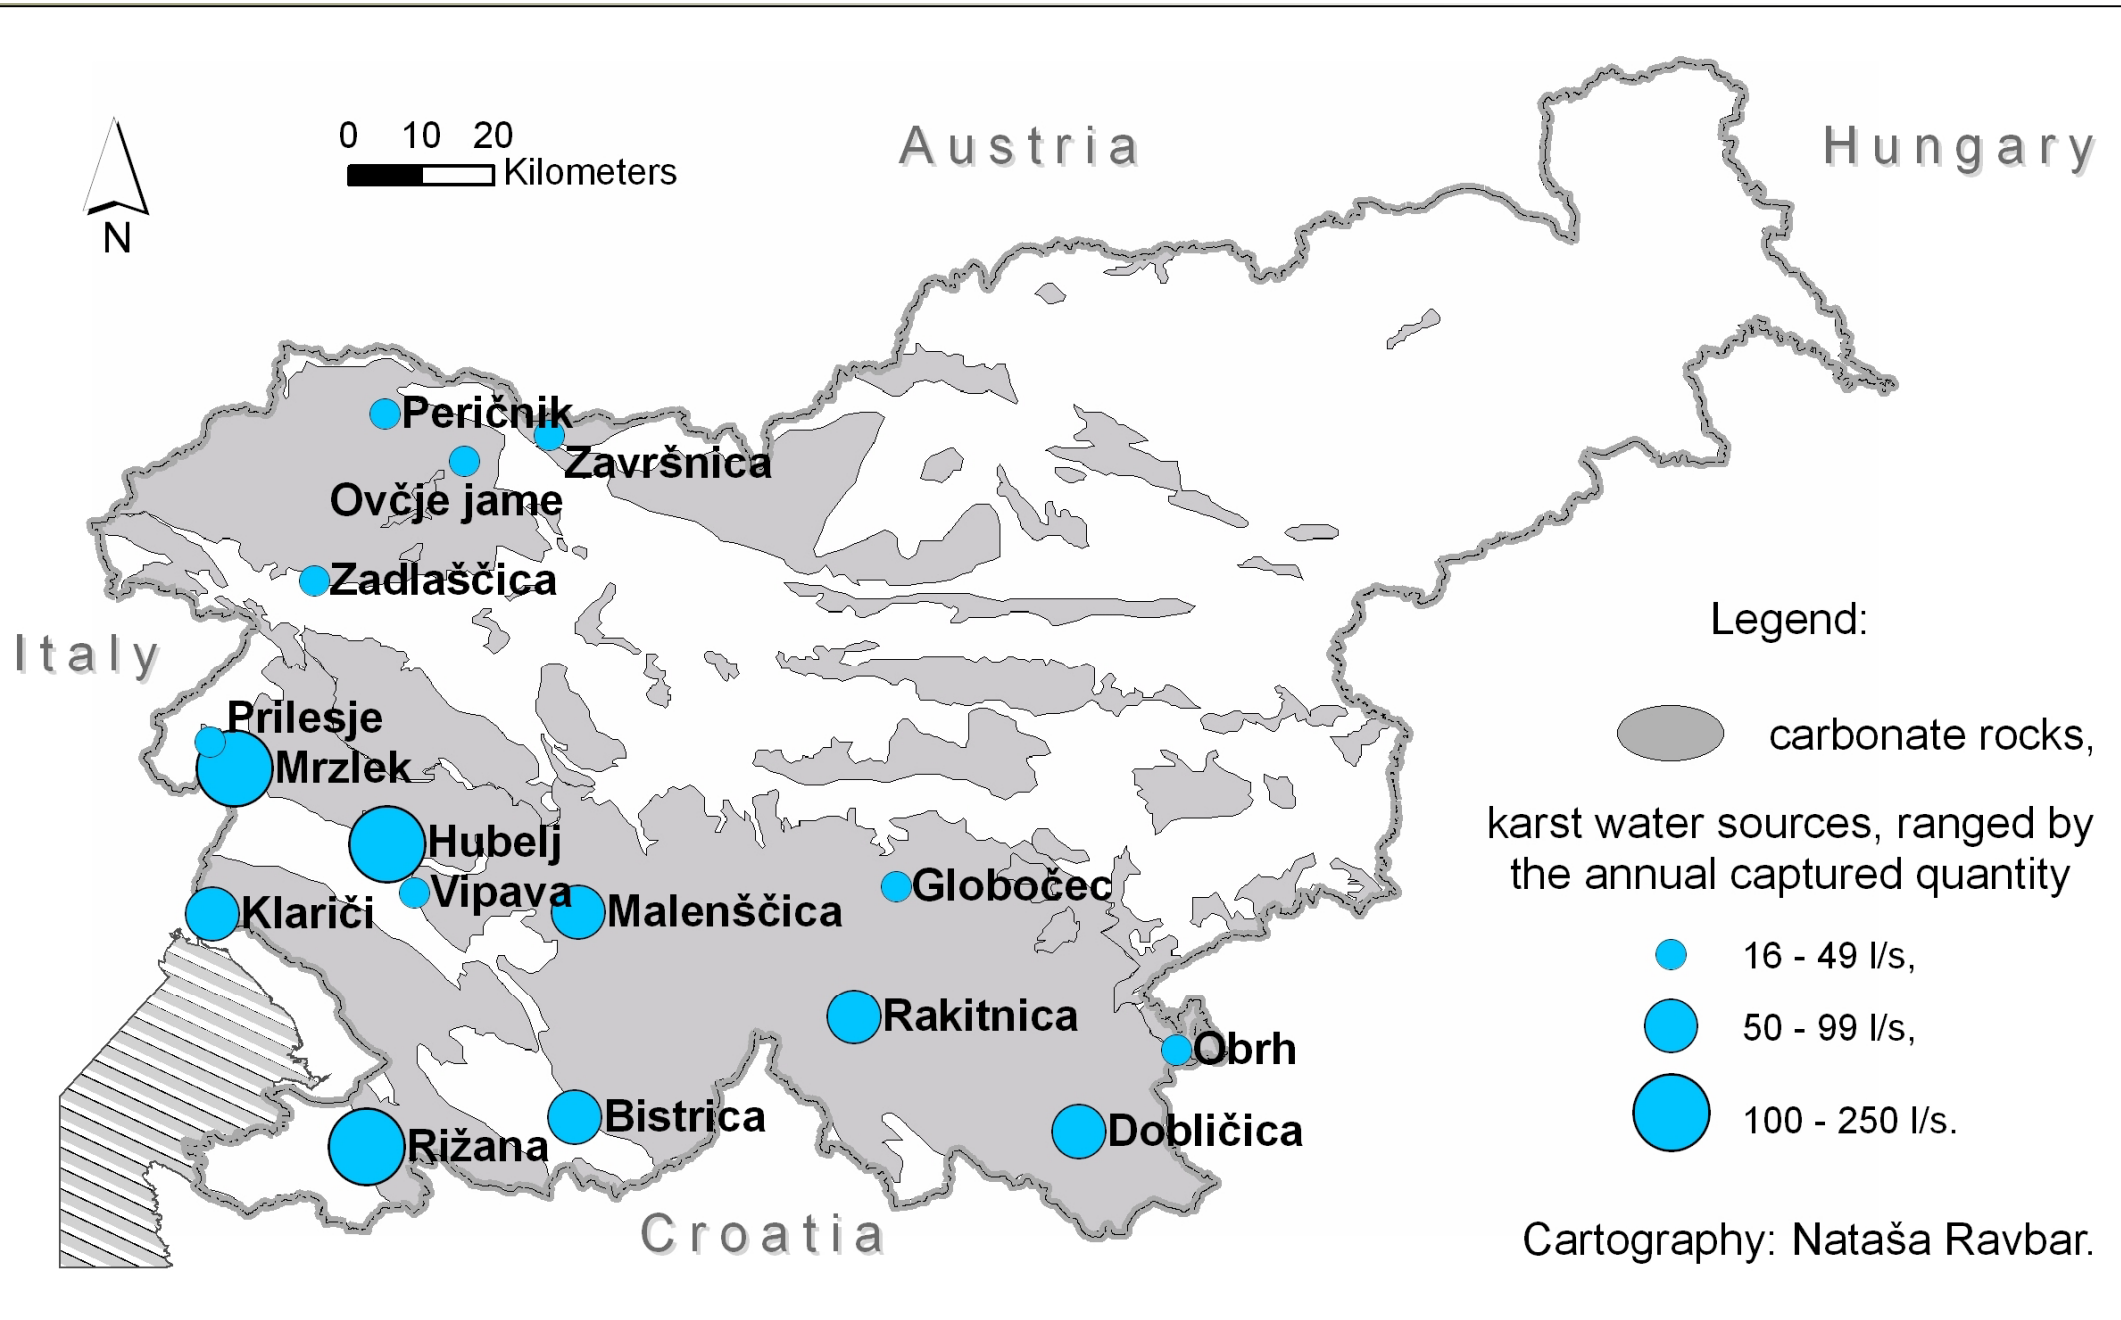 0 10 20
Kilometers
N
Austria
Hungary
Italy
Croatia
Peričnik
Završnica
Ovčje jame
Zadlaščica
Prilesje
Mrzlek
Hubelj
Vipava
Klariči
Malenščica
Globočec
Rakitnica
Obrh
Bistrica
Dobličica
Rižana
Legend:
carbonate rocks,
karst water sources, ranged by
the annual captured quantity
16 - 49 l/s,
50 - 99 l/s,
100 - 250 l/s.
Cartography: Nataša Ravbar.